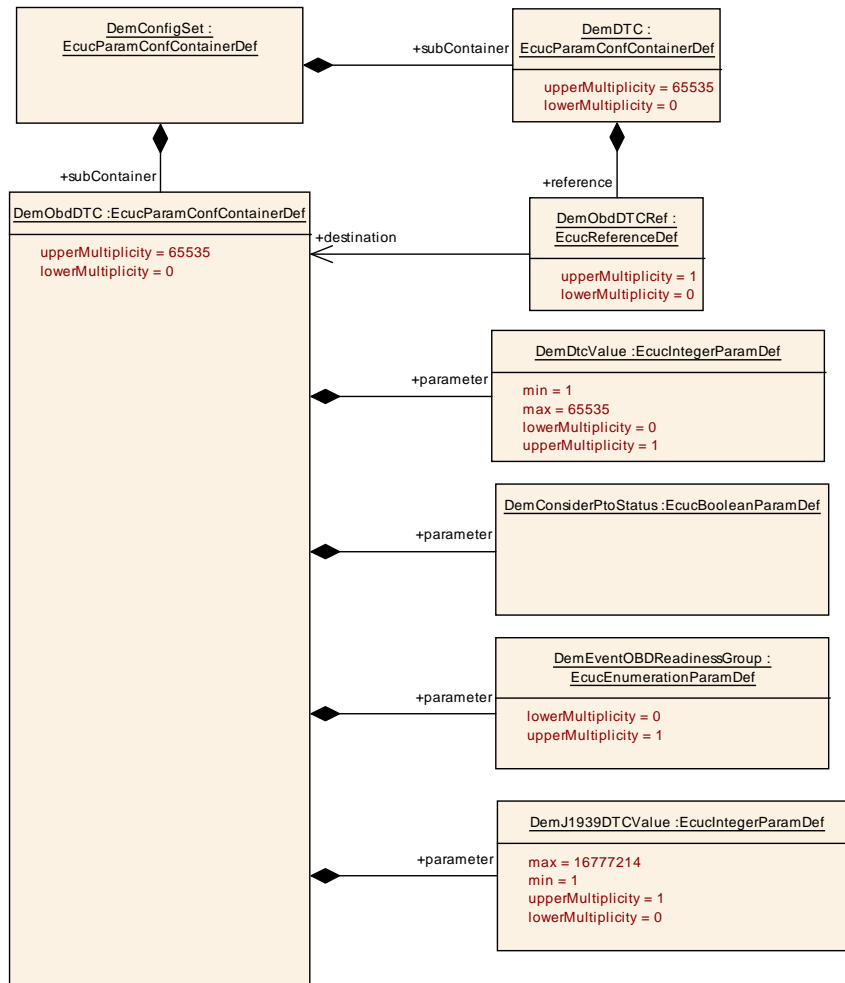 DemConfigSet :
EcucParamConfContainerDef
+subContainer
DemDTC :
EcucParamConfContainerDef
upperMultiplicity = 65535
lowerMultiplicity = 0
+subContainer
+reference
DemObdDTC :EcucParamConfContainerDef
upperMultiplicity = 65535
lowerMultiplicity = 0
+destination
DemObdDTCRef :
EcucReferenceDef
upperMultiplicity = 1
lowerMultiplicity = 0
+parameter
DemDtcValue :EcucIntegerParamDef
min = 1
max = 65535
lowerMultiplicity = 0
upperMultiplicity = 1
+parameter
DemConsiderPtoStatus :EcucBooleanParamDef
+parameter
DemEventOBDReadinessGroup :
EcucEnumerationParamDef
lowerMultiplicity = 0
upperMultiplicity = 1
+parameter
DemJ1939DTCValue :EcucIntegerParamDef
max = 16777214
min = 1
upperMultiplicity = 1
lowerMultiplicity = 0